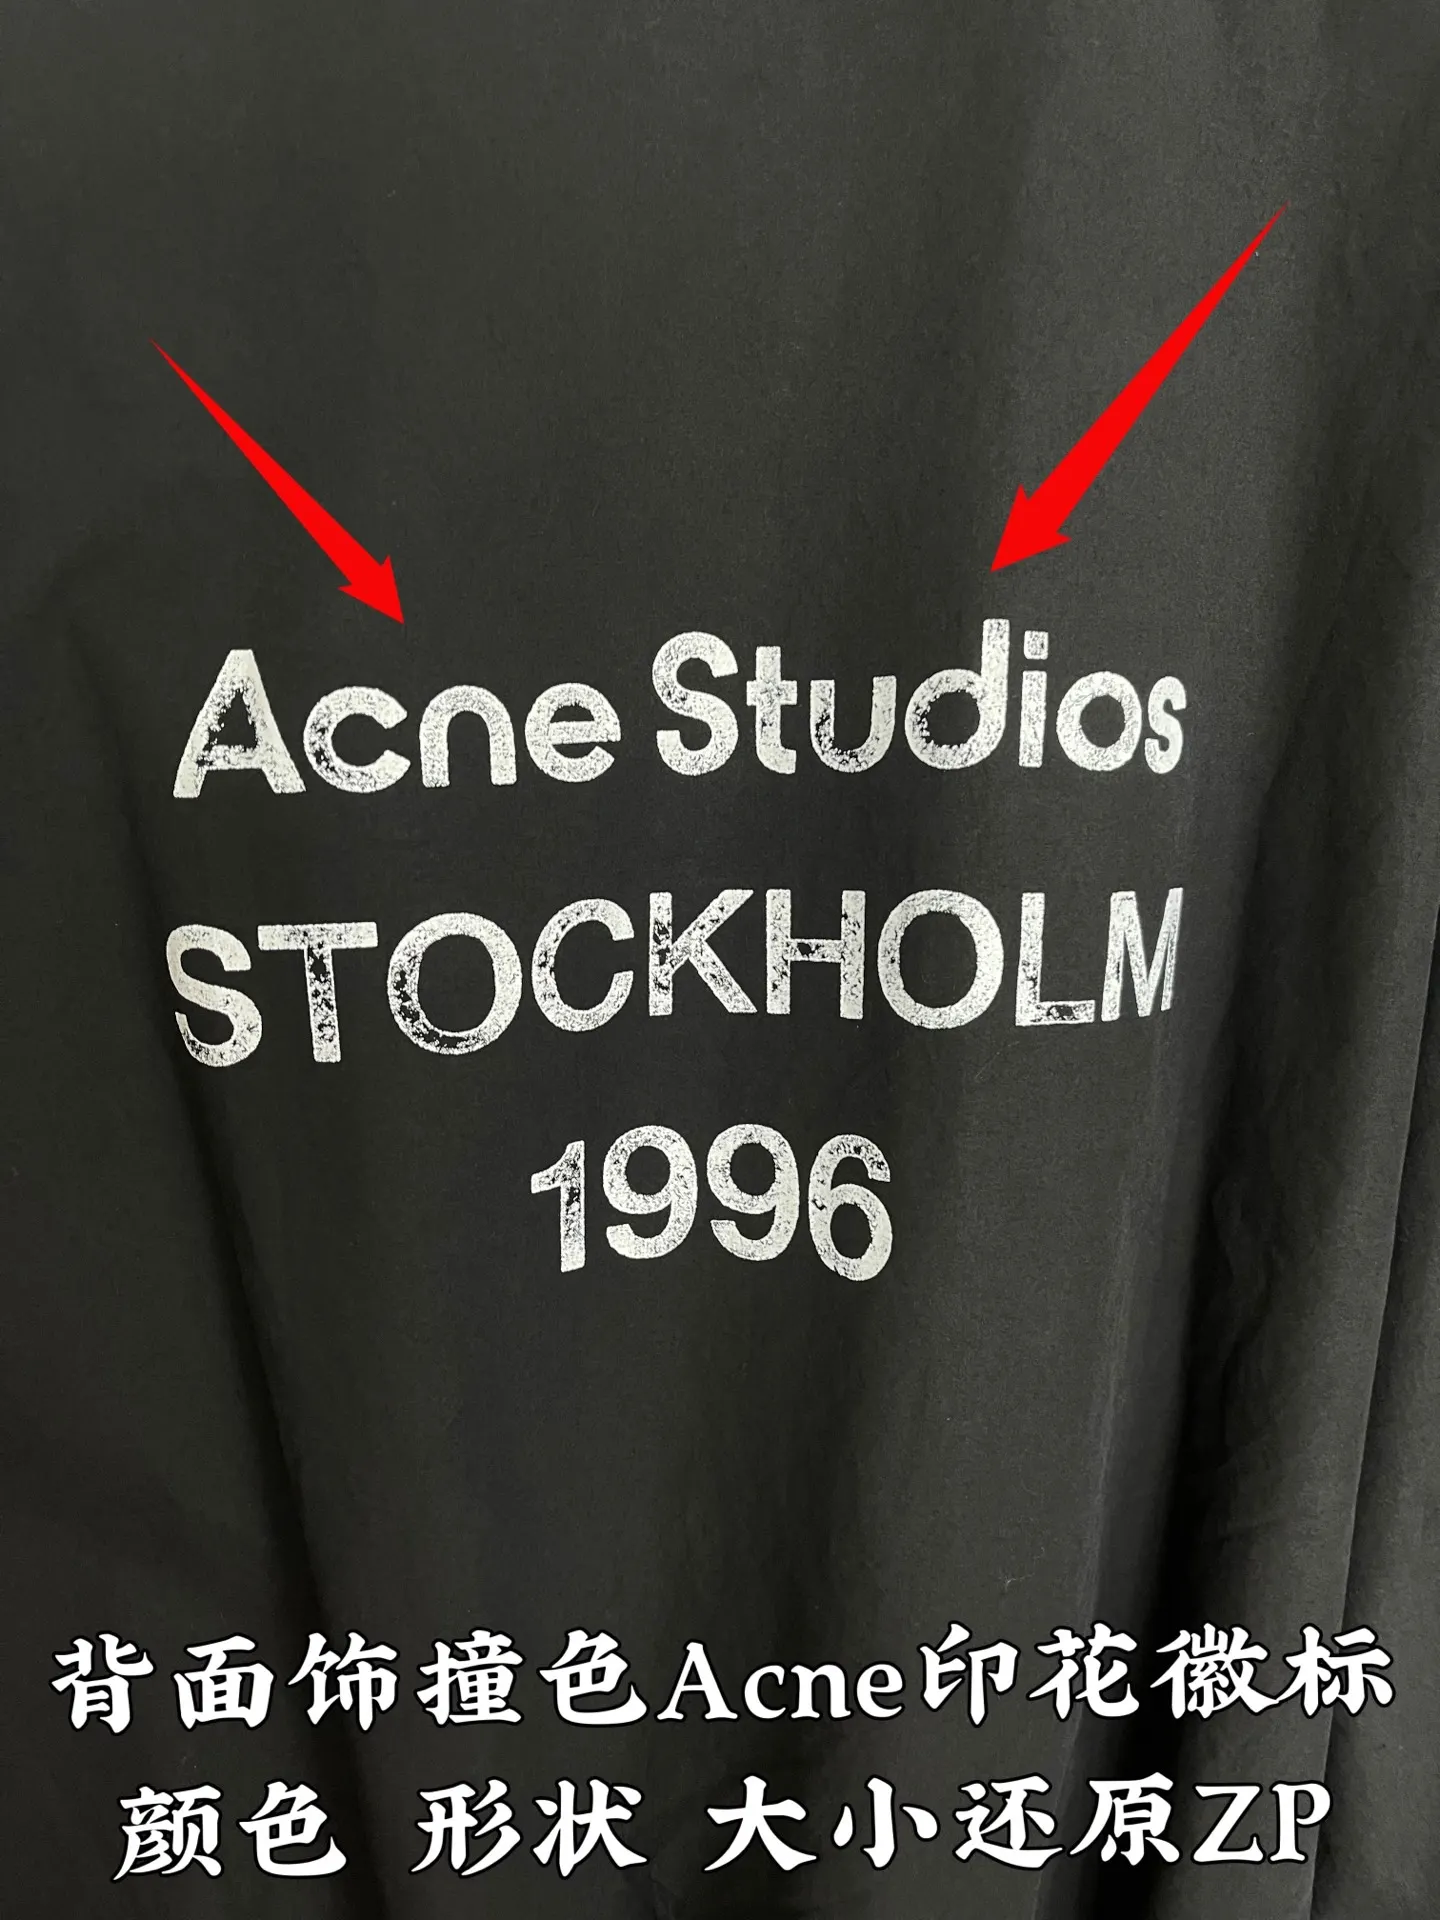 Acne Studios
STOCKHOLM
1996
背面饰撞色Acne印花徽标
颜色 形状 大小还原ZP